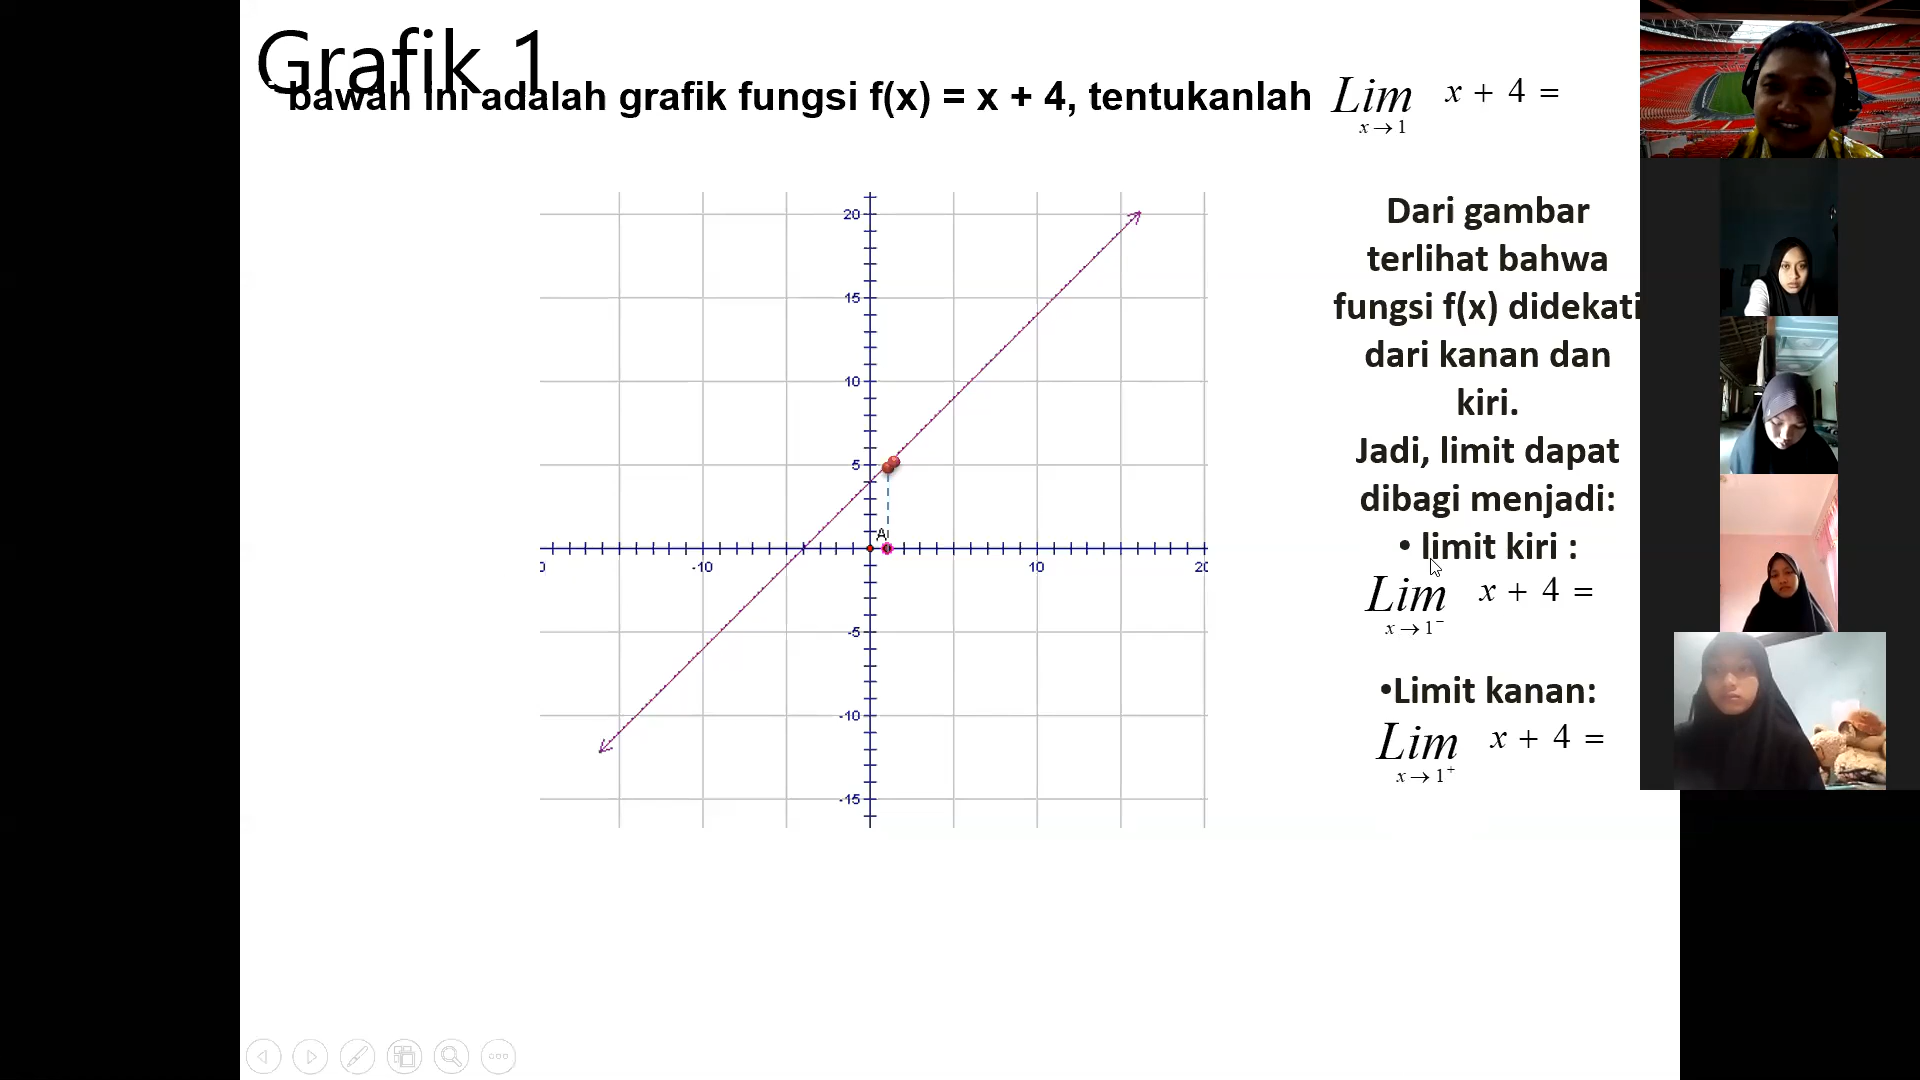 Grafik 1
bawah ini adalah grafik fungsi f(x) = x + 4, tentukanlah Lim x + 4 =
x → 1
20
15
10
5
A
0 -10 10 20
-5
-10
-15
Dari gambar
terlihat bahwa
fungsi f(x) didekati
dari kanan dan
kiri.
Jadi, limit dapat
dibagi menjadi:
• limit kiri :
Lim x + 4 =
x → 1⁻
•Limit kanan:
Lim x + 4 =
x → 1⁺